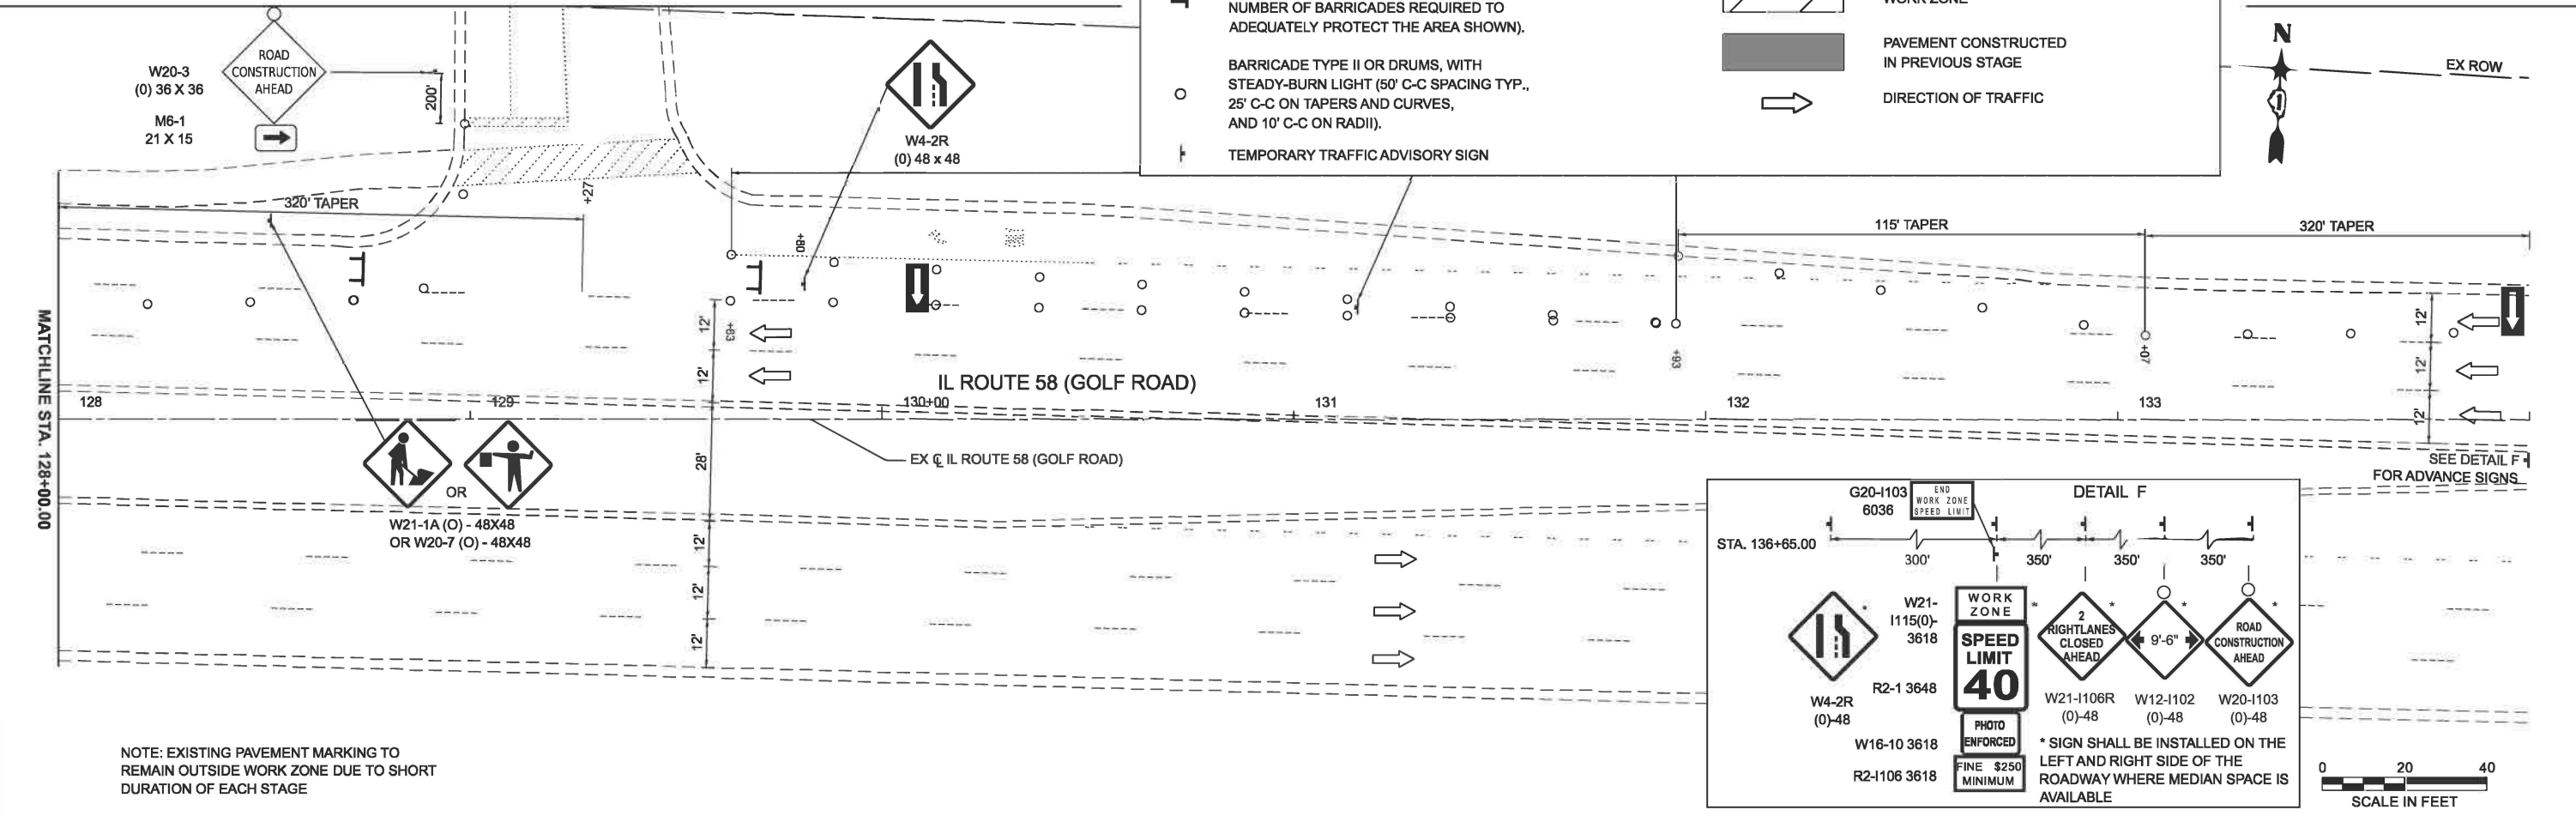 NUMBER OF BARRICADES REQUIRED TO
ADEQUATELY PROTECT THE AREA SHOWN).
BARRICADE TYPE II OR DRUMS, WITH
STEADY-BURN LIGHT (50' C-C SPACING TYP.,
25' C-C ON TAPERS AND CURVES,
AND 10' C-C ON RADII).
TEMPORARY TRAFFIC ADVISORY SIGN
WORK ZONE
PAVEMENT CONSTRUCTED
IN PREVIOUS STAGE
DIRECTION OF TRAFFIC
N
EX ROW
W20-3
(0) 36 X 36
M6-1
21 X 15
ROAD
CONSTRUCTION
AHEAD
200'
W4-2R
(0) 48 x 48
320' TAPER
+27
+80
115' TAPER
320' TAPER
MATCHLINE STA. 128+00.00
12'
+63
12'
28'
12'
12'
12'
+93
+07
12'
12'
12'
IL ROUTE 58 (GOLF ROAD)
128
129
130+00
131
132
133
EX ℄ IL ROUTE 58 (GOLF ROAD)
OR
W21-1A (O) - 48X48
OR W20-7 (O) - 48X48
SEE DETAIL F
FOR ADVANCE SIGNS
DETAIL F
G20-I103
6036
END
WORK ZONE
SPEED LIMIT
STA. 136+65.00
300'
350'
350'
350'
W4-2R
(0)-48
*
W21-
I115(0)-
3618
R2-1 3648
W16-10 3618
R2-I106 3618
WORK
ZONE
*
SPEED
LIMIT
40
PHOTO
ENFORCED
FINE $250
MINIMUM
2
RIGHTLANES
CLOSED
AHEAD
*
W21-I106R
(0)-48
9'-6"
*
W12-I102
(0)-48
ROAD
CONSTRUCTION
AHEAD
*
W20-I103
(0)-48
* SIGN SHALL BE INSTALLED ON THE
LEFT AND RIGHT SIDE OF THE
ROADWAY WHERE MEDIAN SPACE IS
AVAILABLE
NOTE: EXISTING PAVEMENT MARKING TO
REMAIN OUTSIDE WORK ZONE DUE TO SHORT
DURATION OF EACH STAGE
0 20 40
SCALE IN FEET